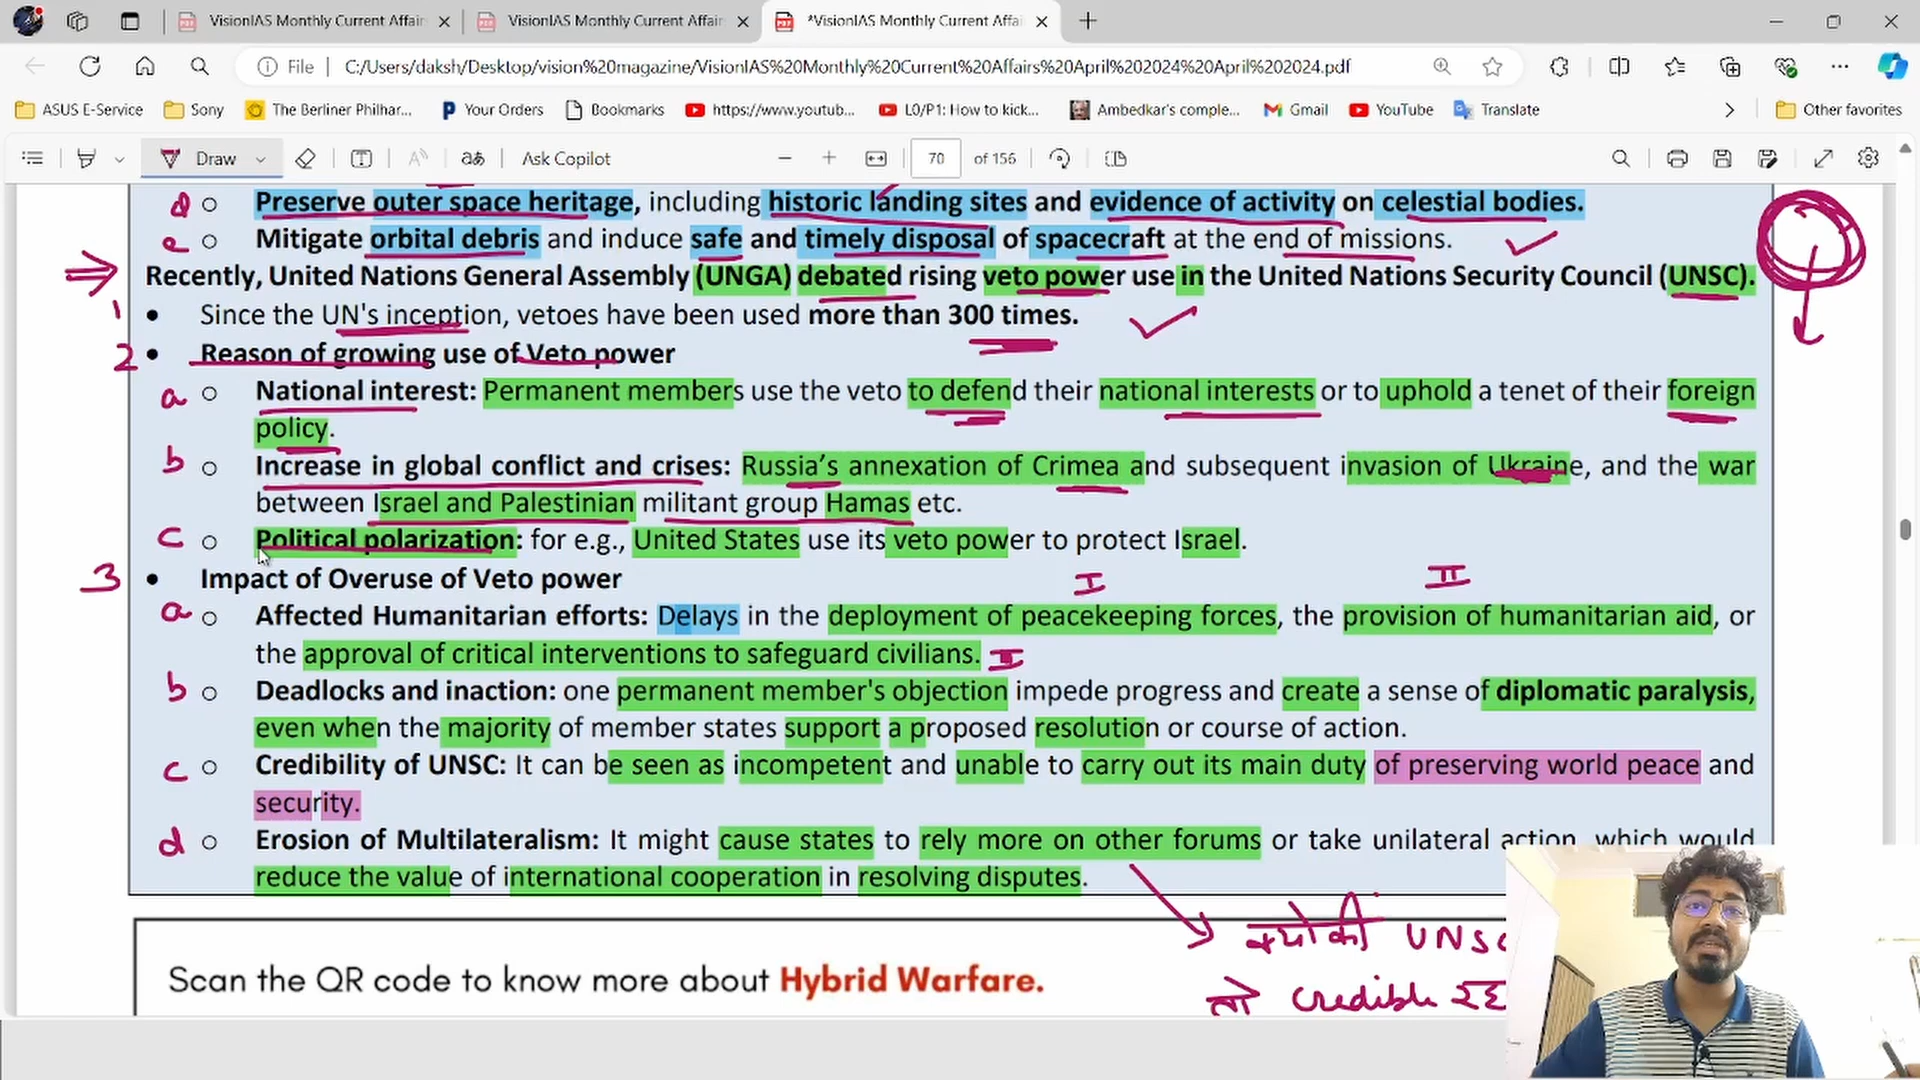 VisionIAS Monthly Current Affair
VisionIAS Monthly Current Affair
*VisionIAS Monthly Current Affa
File
C:/Users/daksh/Desktop/vision%20magazine/VisionIAS%20Monthly%20Current%20Affairs%20April%202024%20April%202024.pdf
ASUS E-Service
Sony
The Berliner Philhar...
Your Orders
Bookmarks
https://www.youtub...
L0/P1: How to kick...
Ambedkar's comple...
Gmail
YouTube
Translate
Other favorites
Draw
Ask Copilot
70 of 156
d ○ Preserve outer space heritage, including historic landing sites and evidence of activity on celestial bodies.
e ○ Mitigate orbital debris and induce safe and timely disposal of spacecraft at the end of missions.
Recently, United Nations General Assembly (UNGA) debated rising veto power use in the United Nations Security Council (UNSC).
1 • Since the UN's inception, vetoes have been used more than 300 times.
2 • Reason of growing use of Veto power
a ○ National interest: Permanent members use the veto to defend their national interests or to uphold a tenet of their foreign
policy.
b ○ Increase in global conflict and crises: Russia's annexation of Crimea and subsequent invasion of Ukraine, and the war
between Israel and Palestinian militant group Hamas etc.
c ○ Political polarization: for e.g., United States use its veto power to protect Israel.
3 • Impact of Overuse of Veto power
I II
a ○ Affected Humanitarian efforts: Delays in the deployment of peacekeeping forces, the provision of humanitarian aid, or
the approval of critical interventions to safeguard civilians.
b ○ Deadlocks and inaction: one permanent member's objection impede progress and create a sense of diplomatic paralysis,
even when the majority of member states support a proposed resolution or course of action.
c ○ Credibility of UNSC: It can be seen as incompetent and unable to carry out its main duty of preserving world peace and
security.
d ○ Erosion of Multilateralism: It might cause states to rely more on other forums or take unilateral action, which would
reduce the value of international cooperation in resolving disputes.
UNSC
Scan the QR code to know more about Hybrid Warfare.
credible